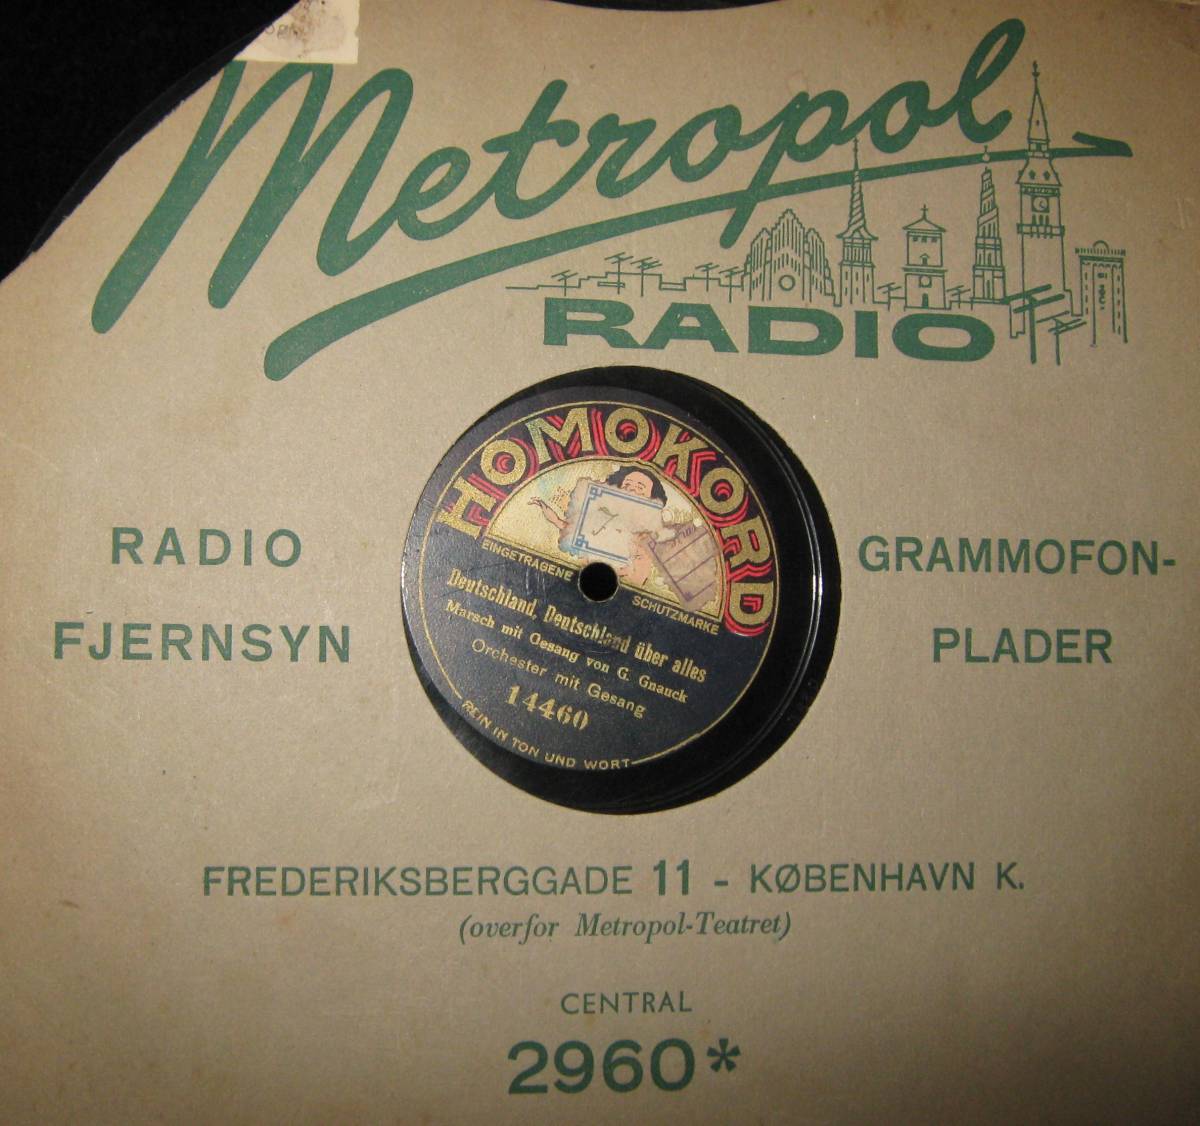 Metropol
RADIO
HOMOKORD
EINGETRAGENE SCHUTZMARKE
Deutschland, Deutschland über alles
Marsch mit Gesang von G. Gnauck
Orchester mit Gesang
14460
REIN IN TON UND WORT
RADIO
FJERNSYN
GRAMMOFON-
PLADER
FREDERIKSBERGGADE 11 - KØBENHAVN K.
(overfor Metropol-Teatret)
CENTRAL
2960*